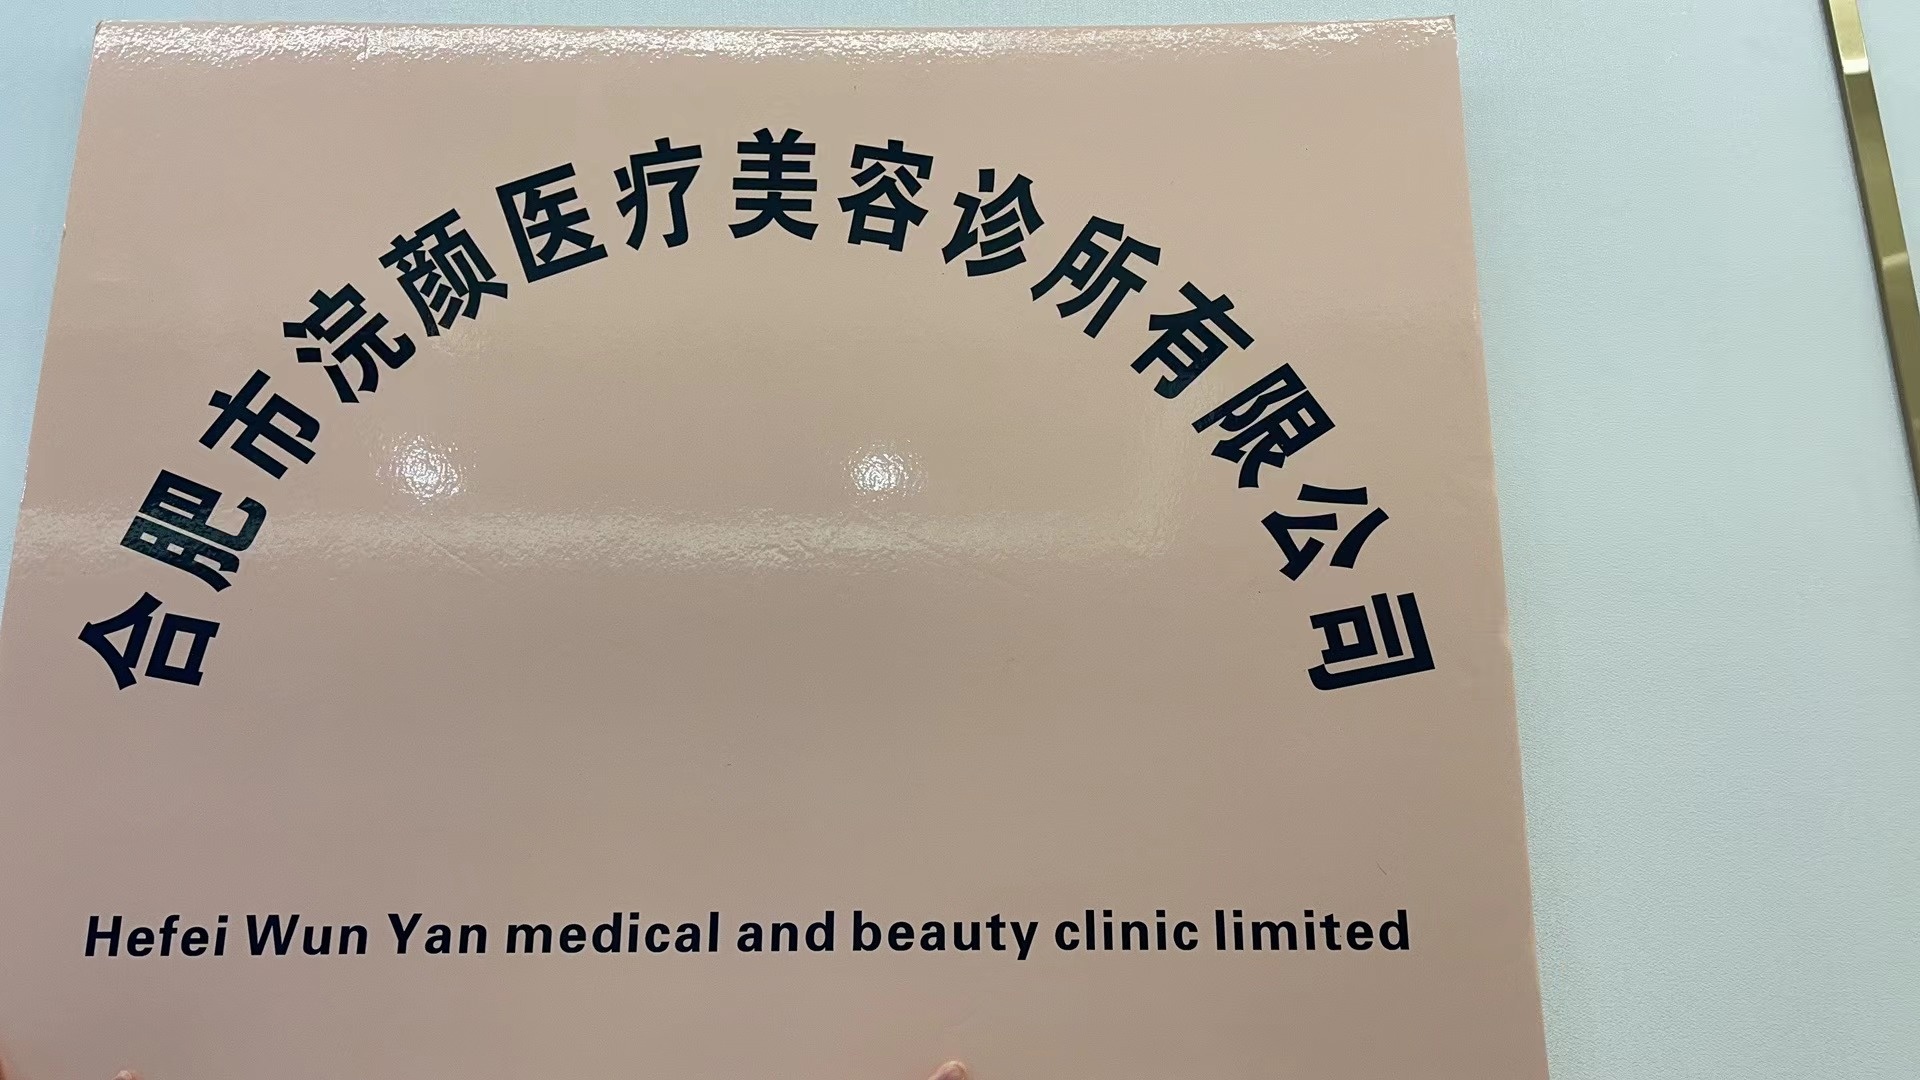 合肥市浣颜医疗美容诊所有限公司
Hefei Wun Yan medical and beauty clinic limited